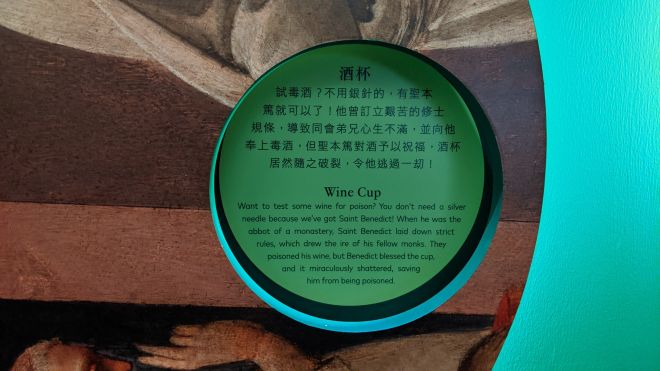 酒杯
試毒酒？不用銀針的，有聖本
篤就可以了！他曾訂立艱苦的修士
規條，導致同會弟兄心生不滿，並向他
奉上毒酒，但聖本篤對酒予以祝福，酒杯
居然隨之破裂，令他逃過一劫！
Wine Cup
Want to test some wine for poison? You don't need a silver
needle because we've got Saint Benedict! When he was the
abbot of a monastery, Saint Benedict laid down strict
rules, which drew the ire of his fellow monks. They
poisoned his wine, but Benedict blessed the cup,
and it miraculously shattered, saving
him from being poisoned.